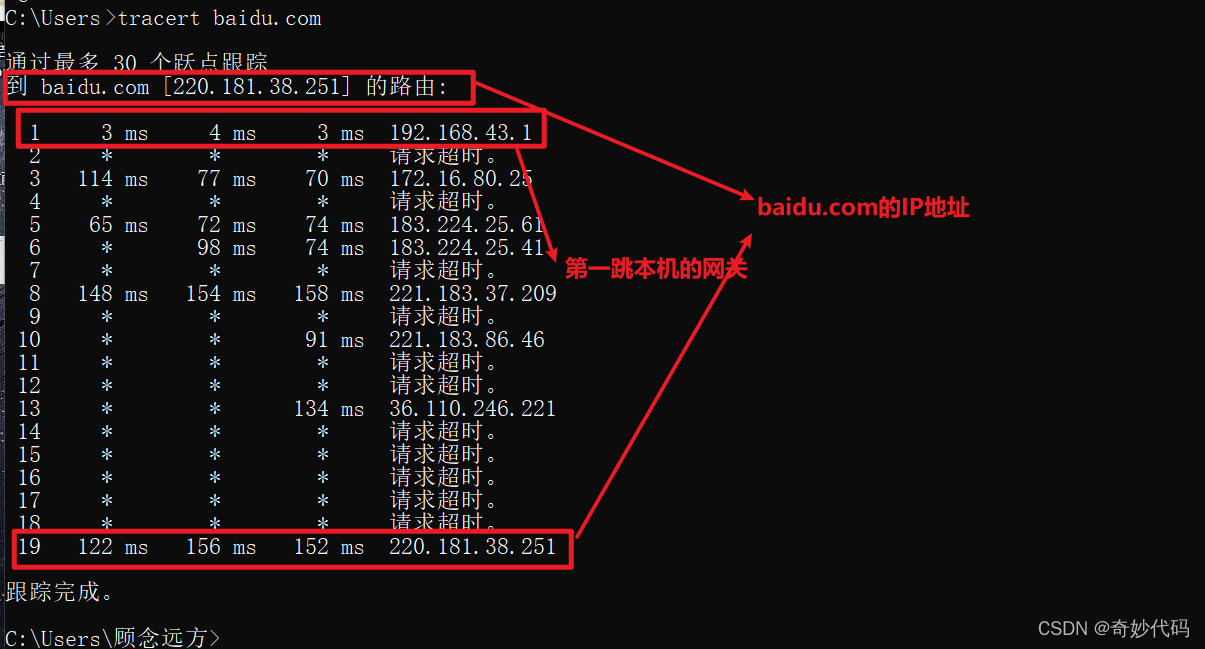 C:\Users>tracert baidu.com
通过最多 30 个跃点跟踪
到 baidu.com [220.181.38.251] 的路由:
1 3 ms 4 ms 3 ms 192.168.43.1
2 * * * 请求超时。
3 114 ms 77 ms 70 ms 172.16.80.25
4 * * * 请求超时。
5 65 ms 72 ms 74 ms 183.224.25.61
6 * 98 ms 74 ms 183.224.25.41
7 * * * 请求超时。
8 148 ms 154 ms 158 ms 221.183.37.209
9 * * * 请求超时。
10 * * 91 ms 221.183.86.46
11 * * * 请求超时。
12 * * * 请求超时。
13 * * 134 ms 36.110.246.221
14 * * * 请求超时。
15 * * * 请求超时。
16 * * * 请求超时。
17 * * * 请求超时。
18 * * * 请求超时。
19 122 ms 156 ms 152 ms 220.181.38.251
跟踪完成。
C:\Users\顾念远方>
baidu.com的IP地址
第一跳本机的网关
CSDN @奇妙代码